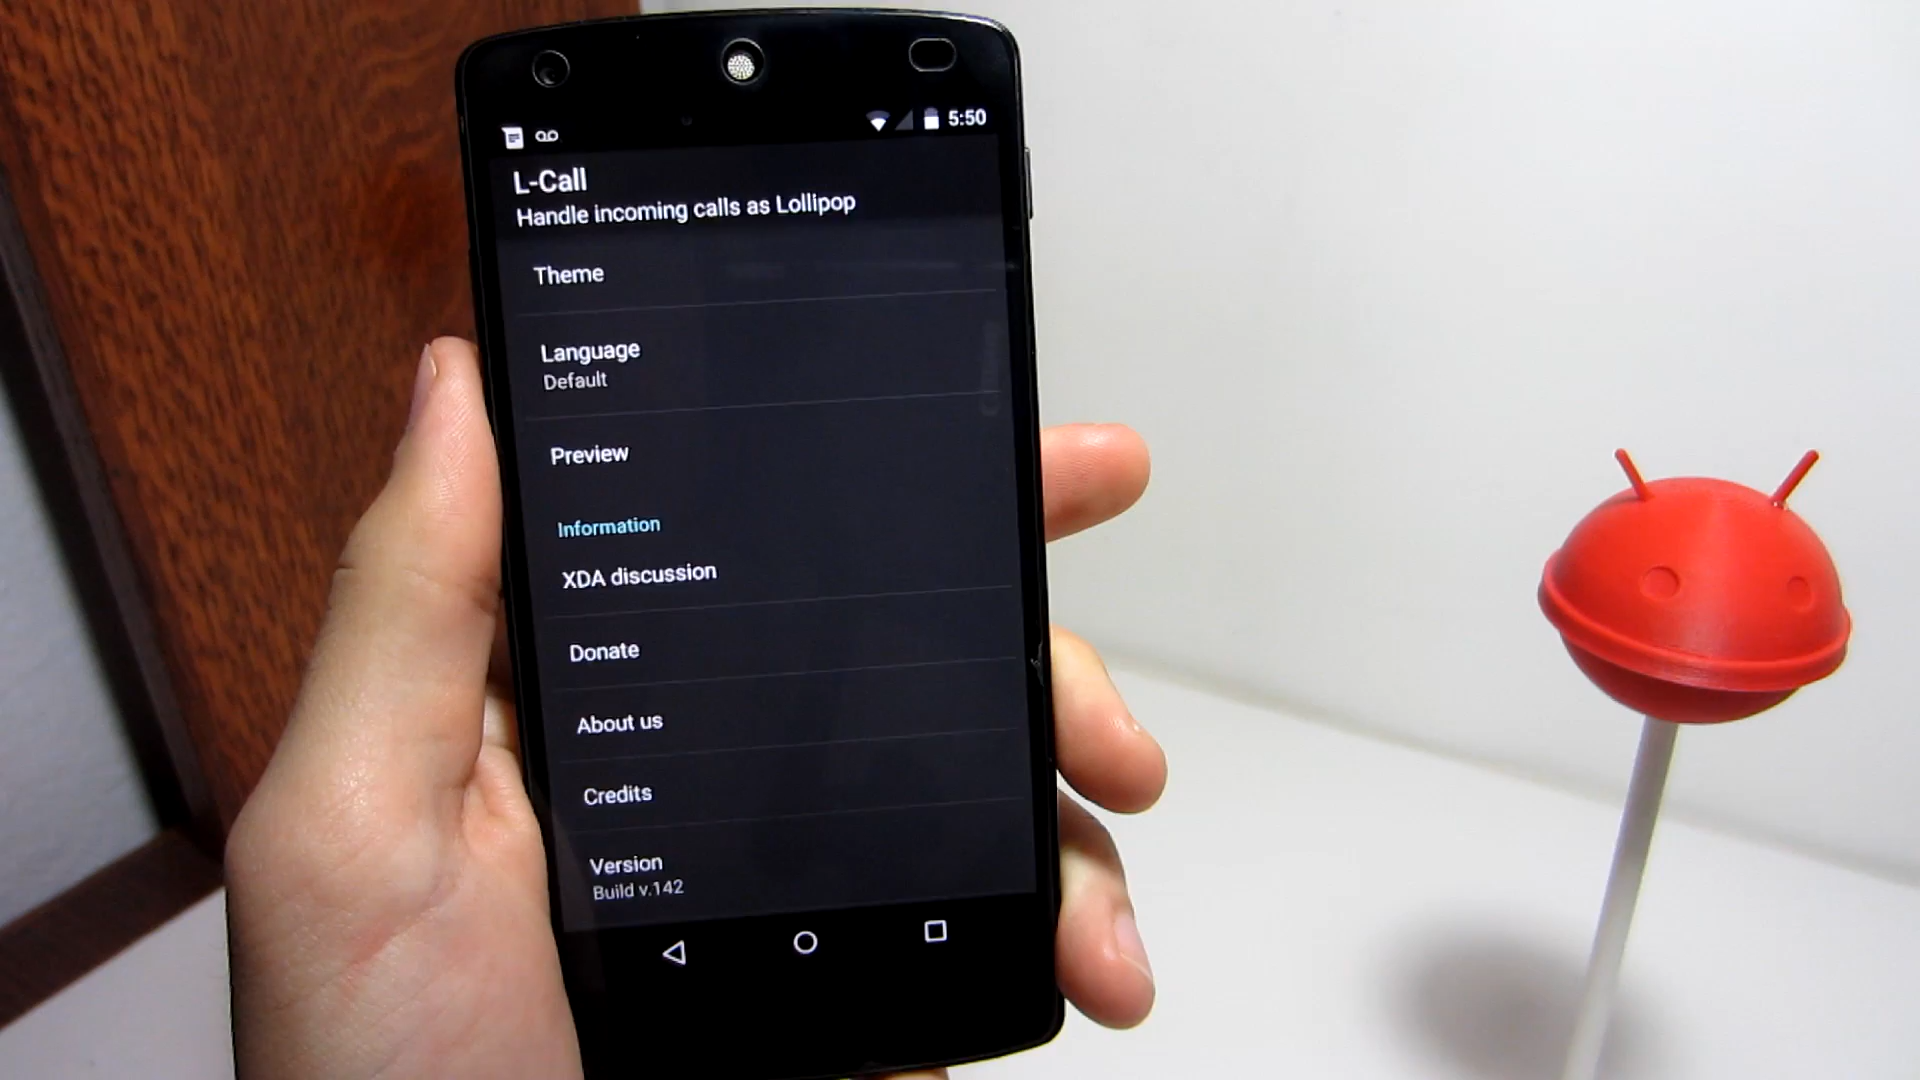 5:50
L-Call
Handle incoming calls as Lollipop
Theme
Language
Default
Preview
Information
XDA discussion
Donate
About us
Credits
Version
Build v.142